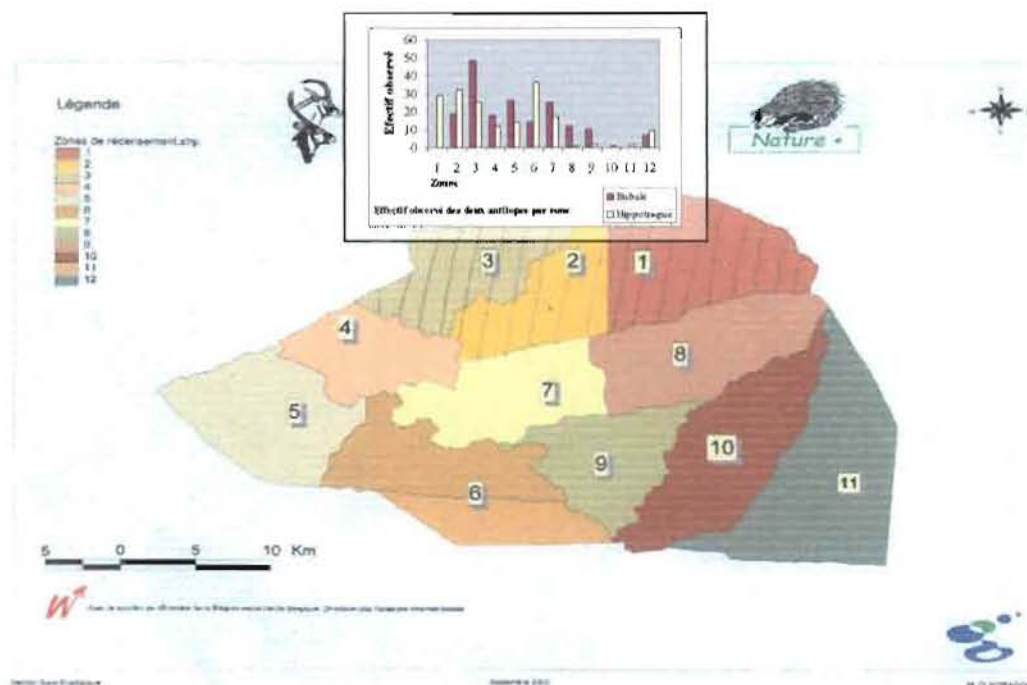 60
50
40
30
20
10
0
Efectif observé
1 2 3 4 5 6 7 8 9 10 11 12
Zones
Effectif observé des deux antilopes par zone
Bubale
Hippotrague
Légende
Zones de recensement.shp
1
2
3
4
5
6
7
8
9
10
11
12
Nature +
3
2
1
4
8
7
5
10
9
6
11
5 0 5 10 Km
W